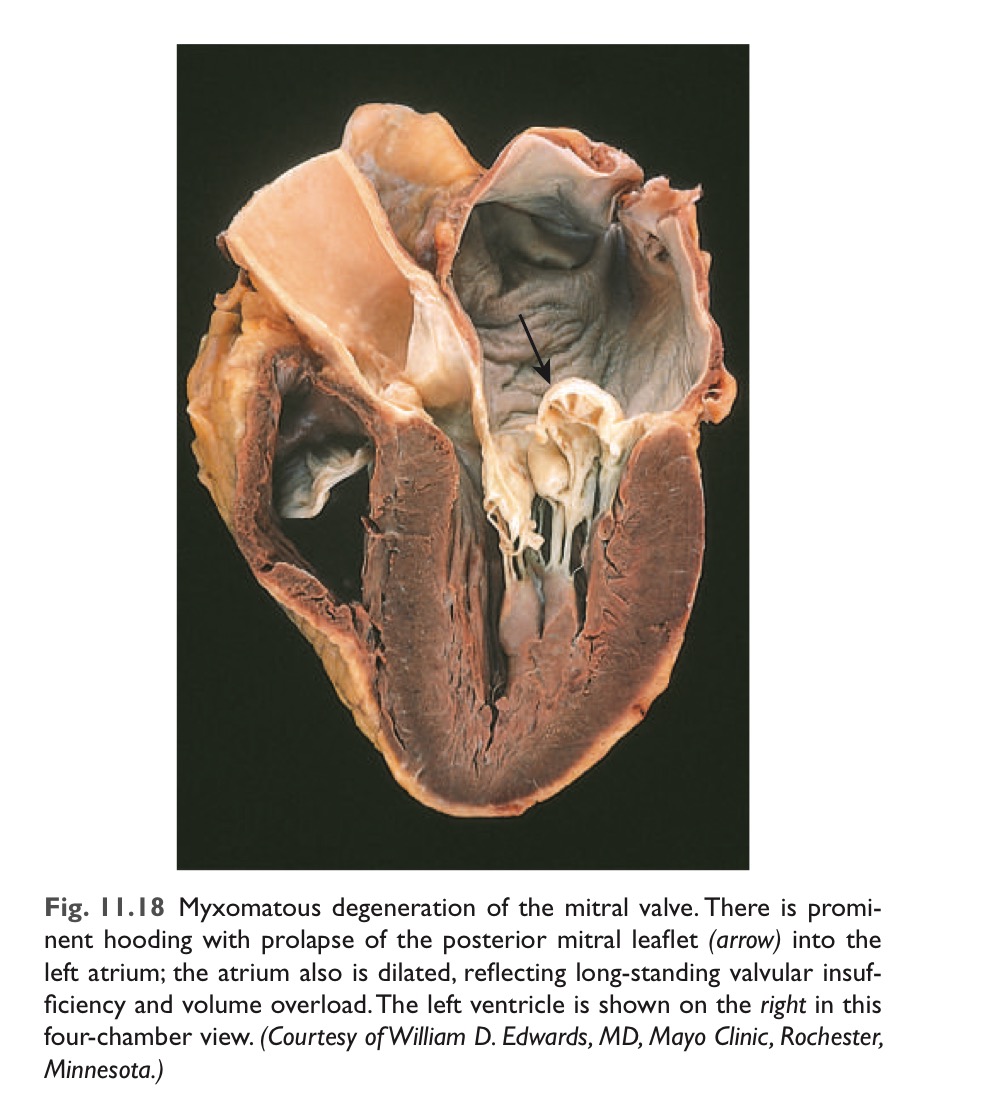 Fig. 11.18 Myxomatous degeneration of the mitral valve. There is promi-
nent hooding with prolapse of the posterior mitral leaflet (arrow) into the
left atrium; the atrium also is dilated, reflecting long-standing valvular insuf-
ficiency and volume overload. The left ventricle is shown on the right in this
four-chamber view. (Courtesy of William D. Edwards, MD, Mayo Clinic, Rochester,
Minnesota.)